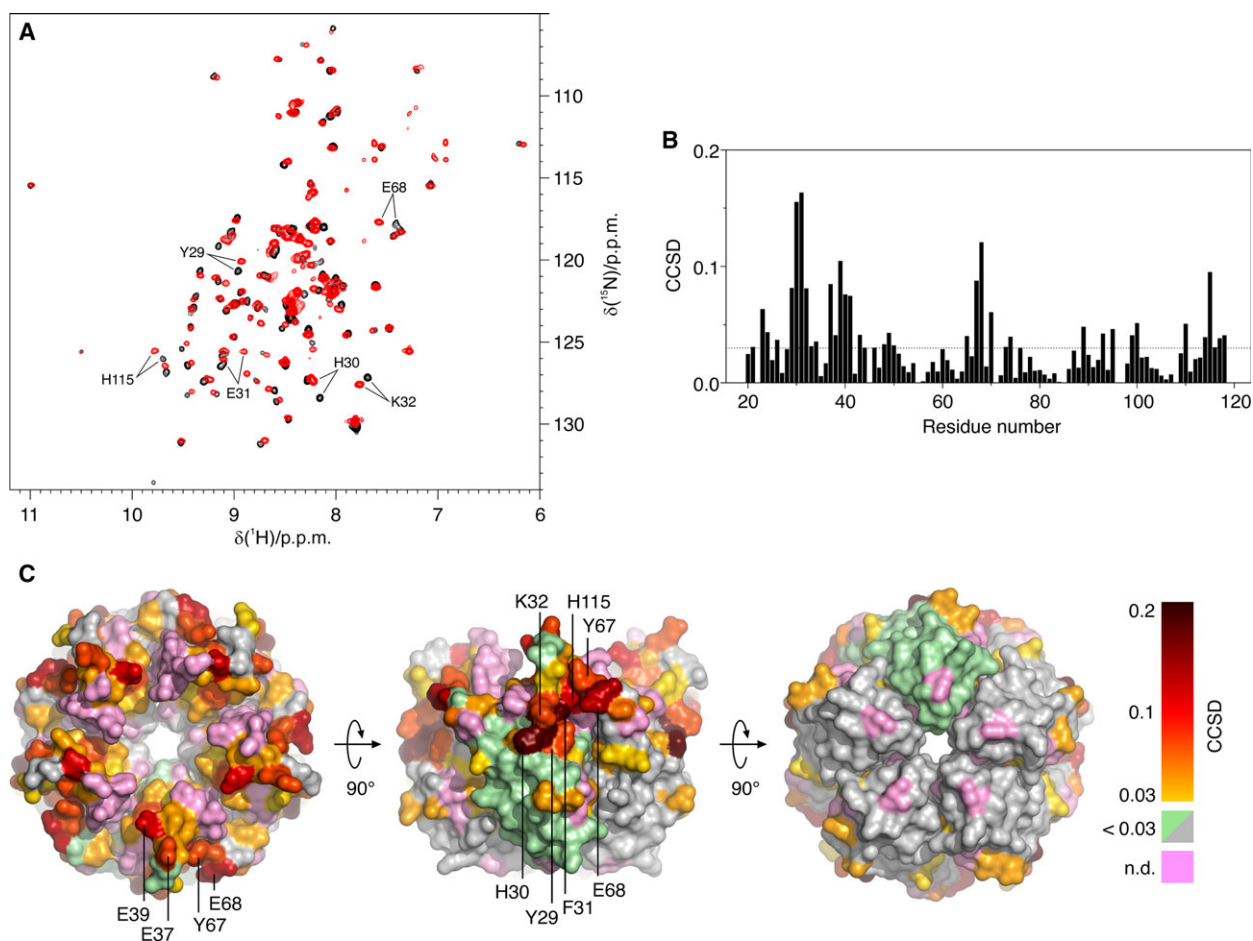 A
110
115
120
125
130
δ(¹⁵N)/p.p.m.
E68
Y29
H115
E31
H30
K32
11
10
9
8
7
6
δ(¹H)/p.p.m.
B
0.2
0.1
0.0
CCSD
20
40
60
80
100
120
Residue number
C
E39
E37
Y67
E68
90°
K32
H115
Y67
H30
Y29
F31
E68
90°
0.2
0.1
0.03
CCSD
< 0.03
n.d.